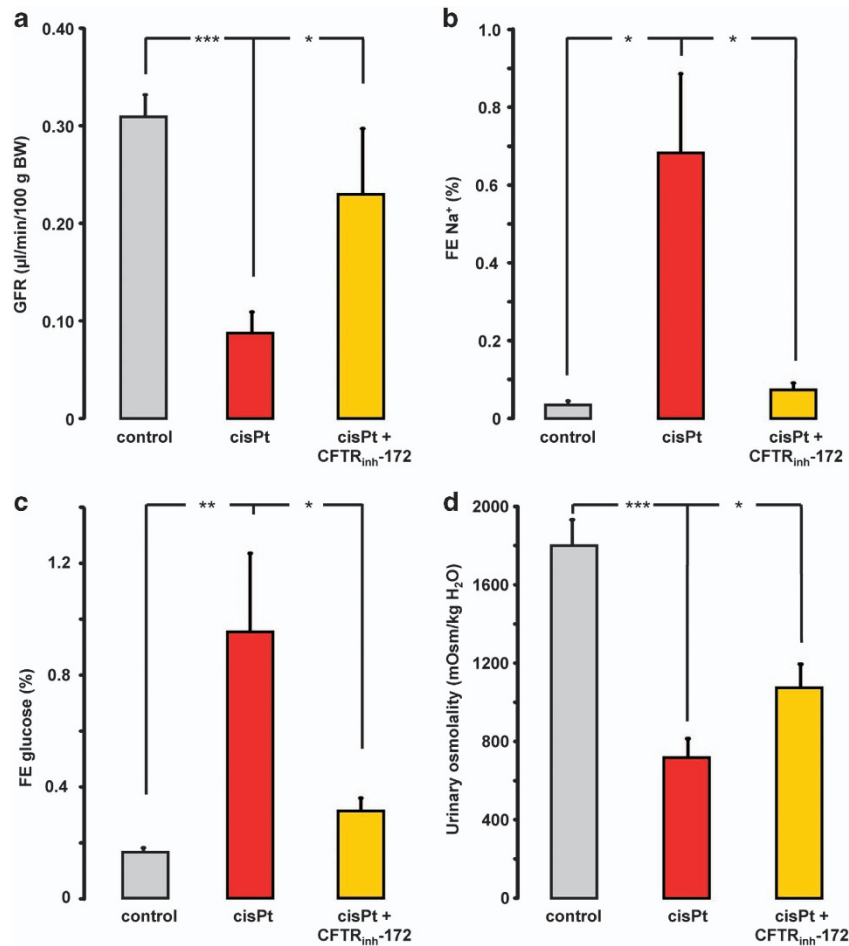 a
*** *
GFR (µl/min/100 g BW)
0.40
0.30
0.20
0.10
0
control
cisPt
cisPt +
CFTRinh-172
b
* *
FE Na+ (%)
1.0
0.8
0.6
0.4
0.2
0
control
cisPt
cisPt +
CFTRinh-172
c
** *
FE glucose (%)
1.2
0.8
0.4
0
control
cisPt
cisPt +
CFTRinh-172
d
*** *
Urinary osmolality (mOsm/kg H2O)
2000
1600
1200
800
400
0
control
cisPt
cisPt +
CFTRinh-172